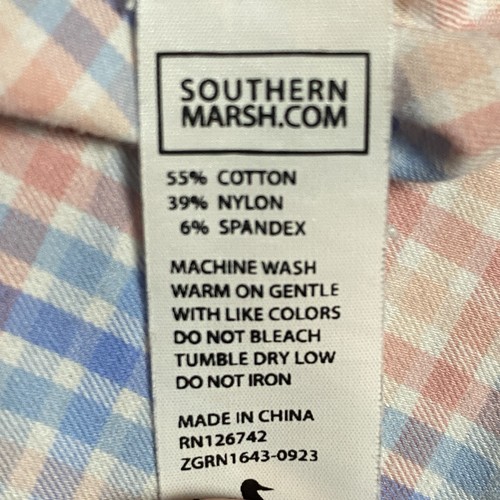 SOUTHERN
MARSH.COM
55% COTTON
39% NYLON
6% SPANDEX
MACHINE WASH
WARM ON GENTLE
WITH LIKE COLORS
DO NOT BLEACH
TUMBLE DRY LOW
DO NOT IRON
MADE IN CHINA
RN126742
ZGRN1643-0923